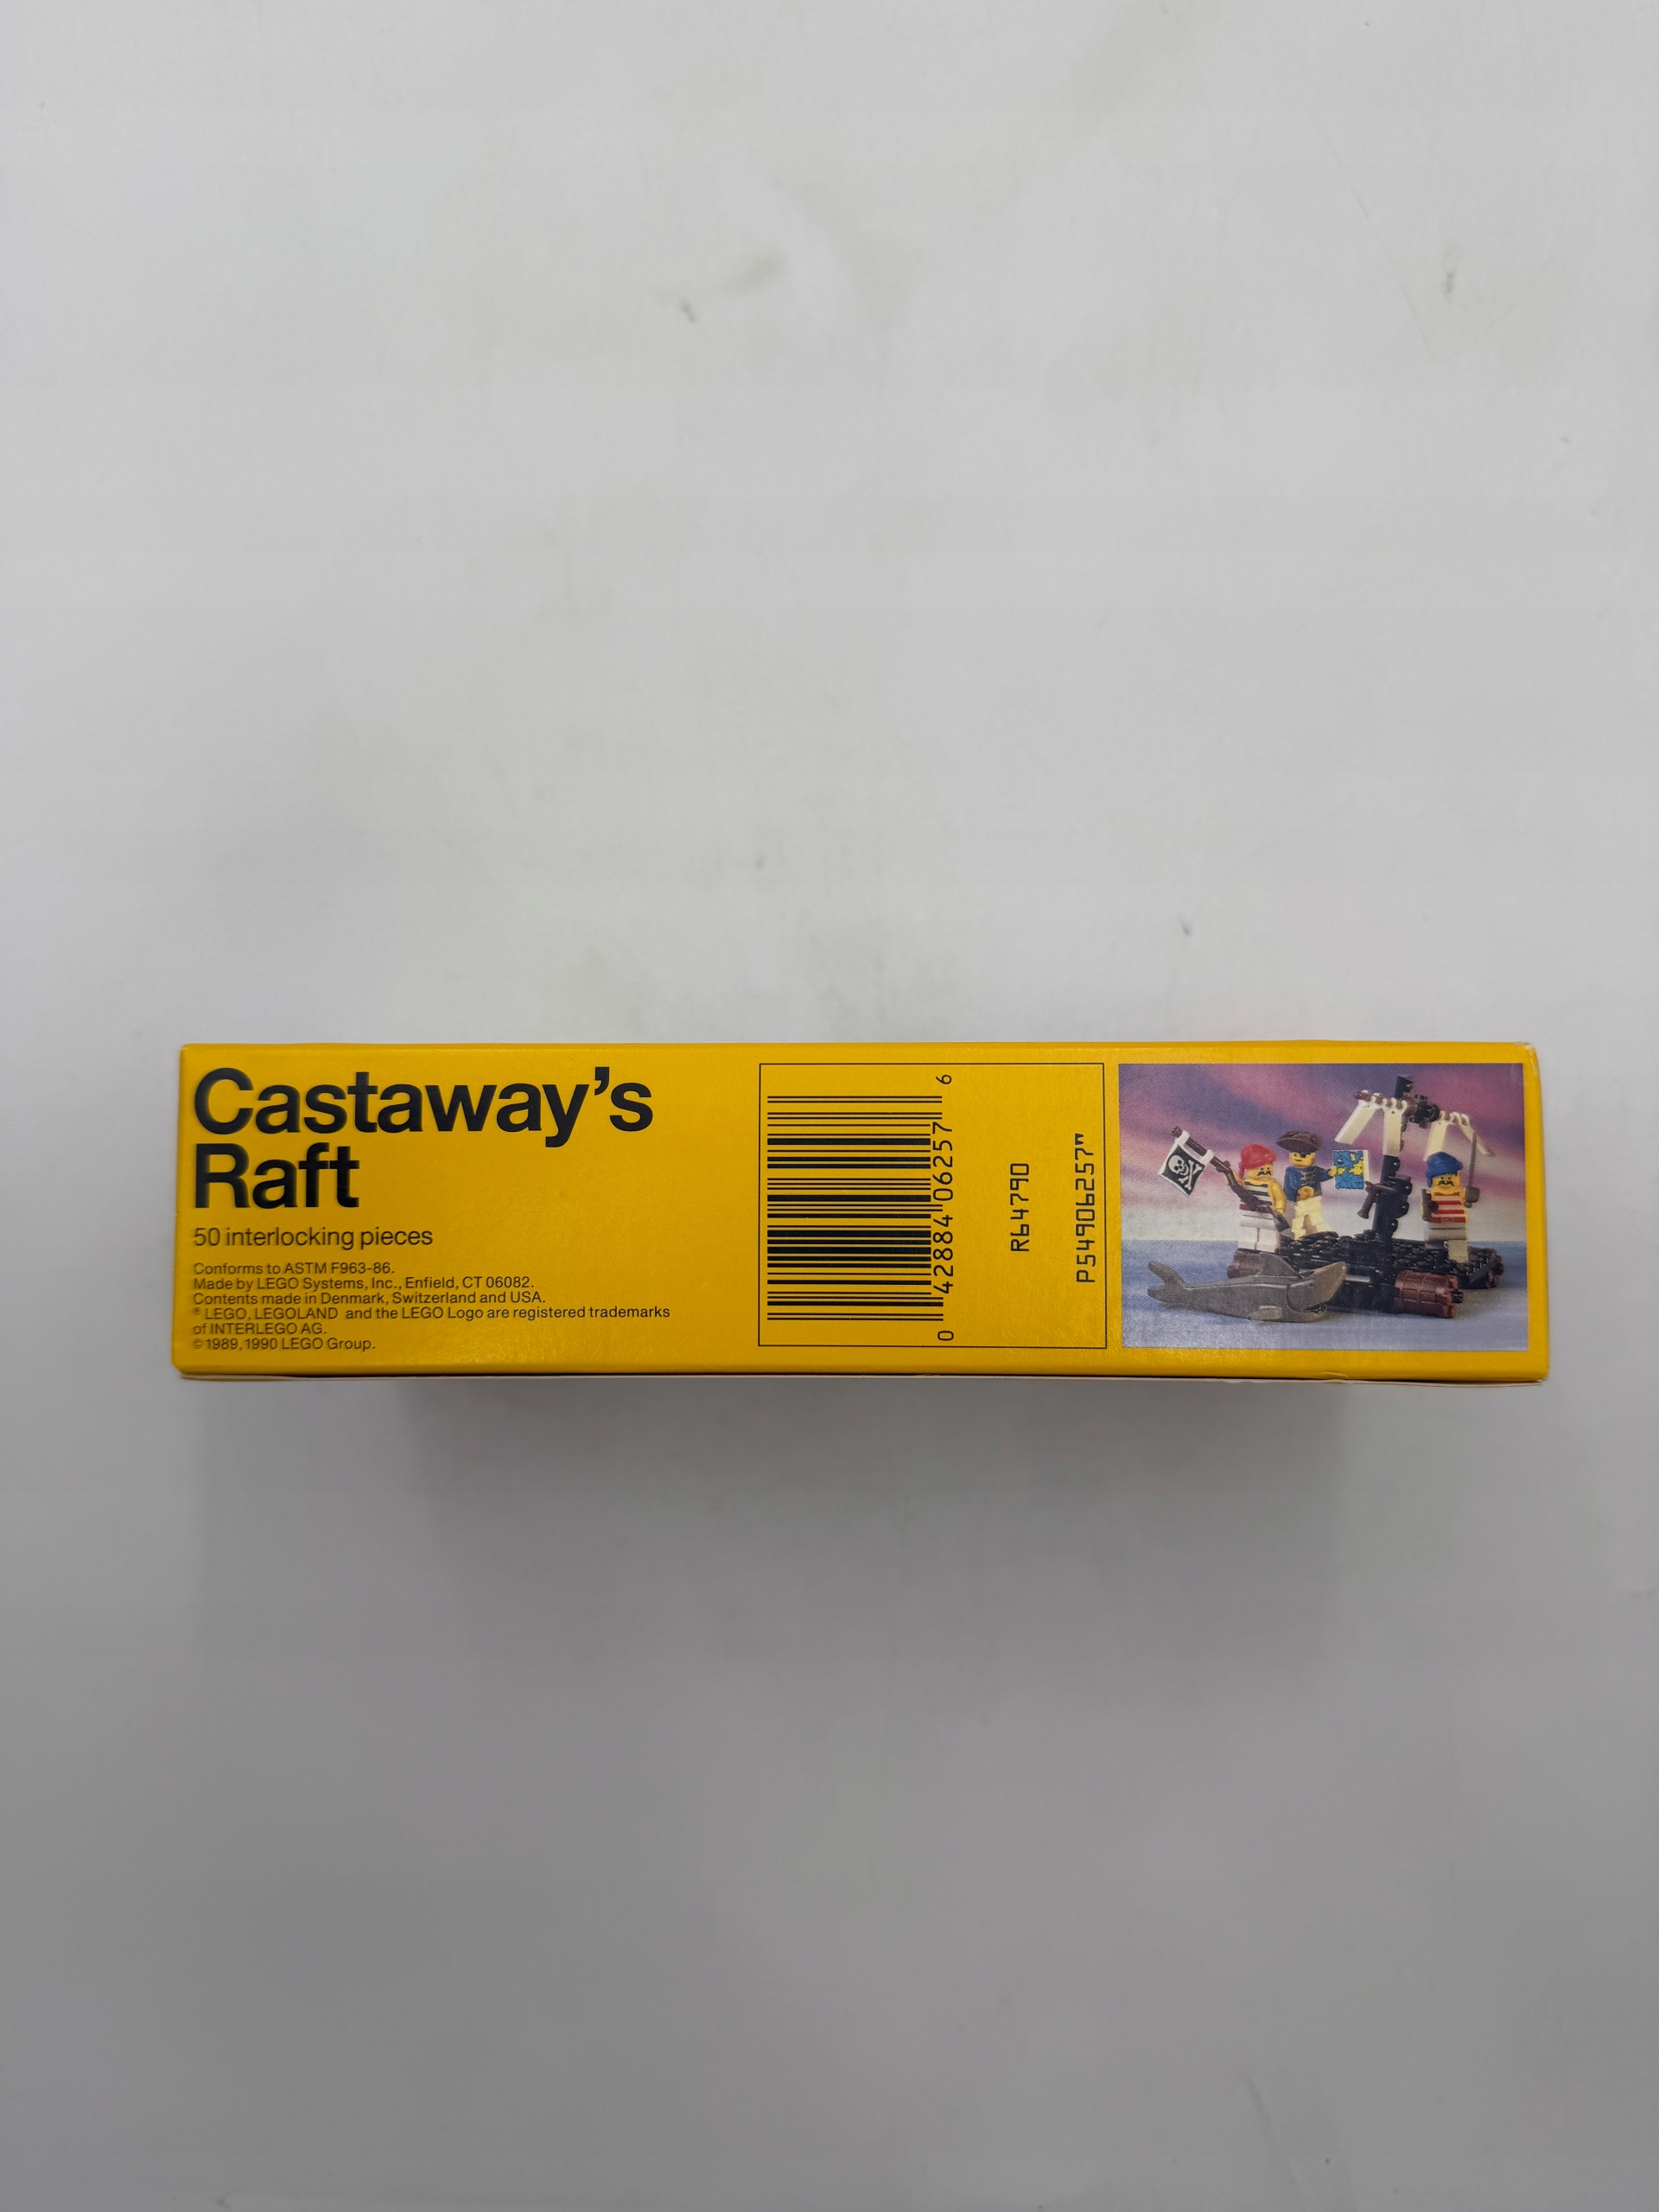 Castaway’s
Raft
50 interlocking pieces
Conforms to ASTM F963-86.
Made by LEGO Systems, Inc., Enfield, CT 06082.
Contents made in Denmark, Switzerland and USA.
® LEGO, LEGOLAND and the LEGO Logo are registered trademarks
of INTERLEGO AG.
© 1989, 1990 LEGO Group.
0 42884 06257 6
R64790
P54906257"